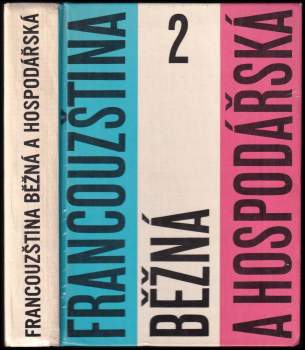 FRANCOUZŠTINA BĚŽNÁ A HOSPODÁŘSKÁ
FRANCOUZŠTINA
2
BĚŽNÁ
A HOSPODÁŘSKÁ